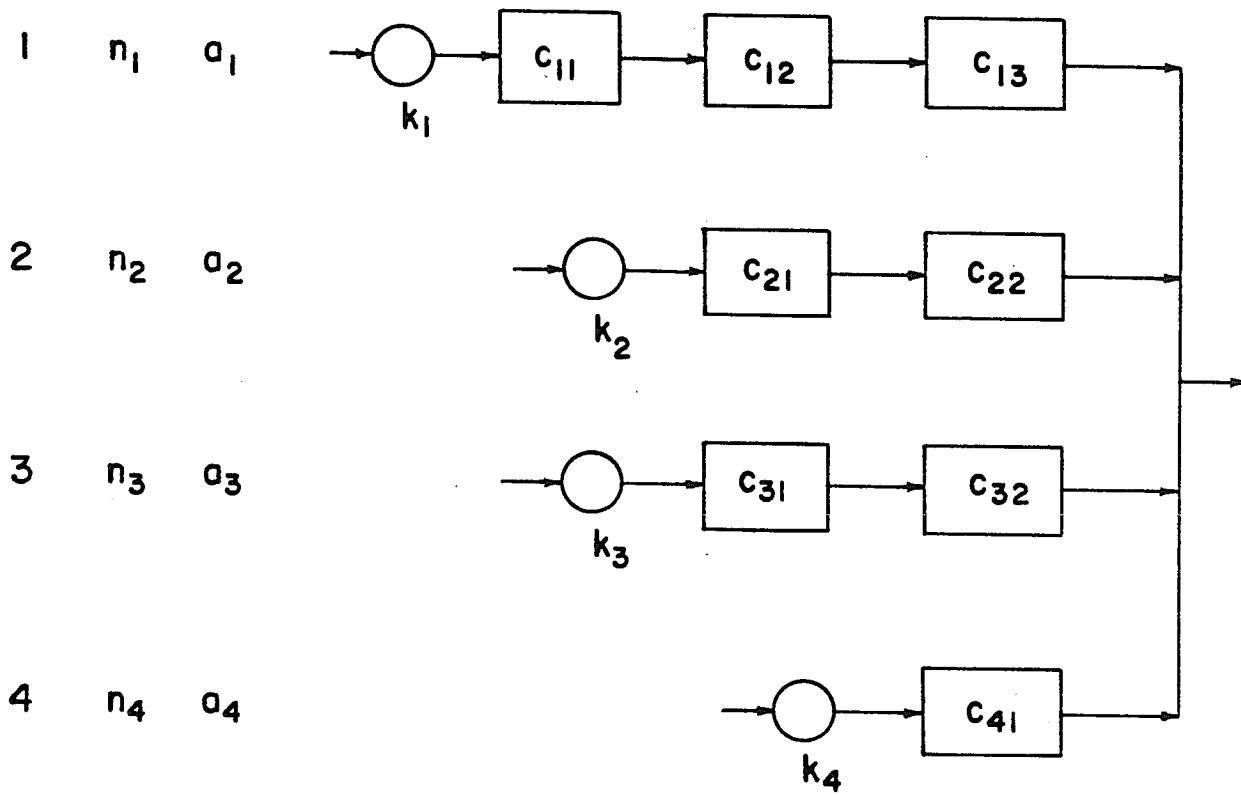 1 n₁ a₁ C₁₁ C₁₂ C₁₃
k₁
2 n₂ a₂ C₂₁ C₂₂
k₂
3 n₃ a₃ C₃₁ C₃₂
k₃
4 n₄ a₄ C₄₁
k₄